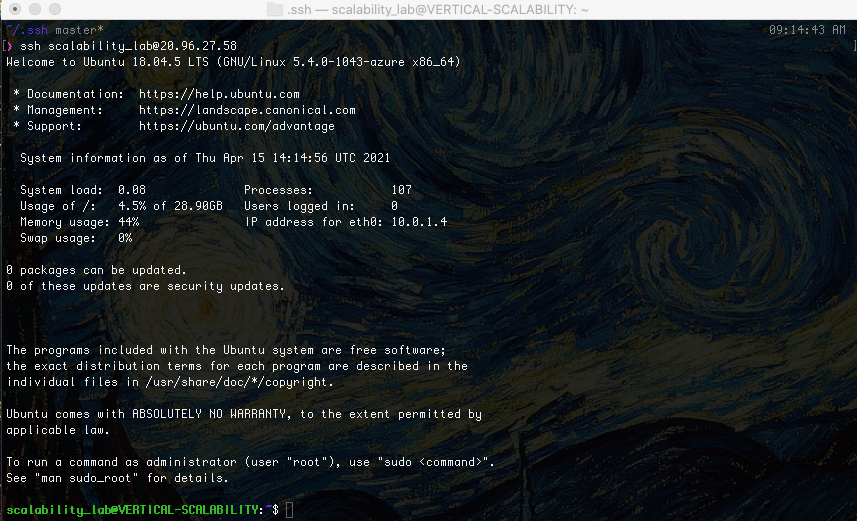 .ssh — scalability_lab@VERTICAL-SCALABILITY: ~
~/.ssh master* 09:14:43 AM
[❯ ssh scalability_lab@20.96.27.58 ]
Welcome to Ubuntu 18.04.5 LTS (GNU/Linux 5.4.0-1043-azure x86_64)
* Documentation: https://help.ubuntu.com
* Management: https://landscape.canonical.com
* Support: https://ubuntu.com/advantage
System information as of Thu Apr 15 14:14:56 UTC 2021
System load: 0.08 Processes: 107
Usage of /: 4.5% of 28.90GB Users logged in: 0
Memory usage: 44% IP address for eth0: 10.0.1.4
Swap usage: 0%
0 packages can be updated.
0 of these updates are security updates.
The programs included with the Ubuntu system are free software;
the exact distribution terms for each program are described in the
individual files in /usr/share/doc/*/copyright.
Ubuntu comes with ABSOLUTELY NO WARRANTY, to the extent permitted by
applicable law.
To run a command as administrator (user "root"), use "sudo <command>".
See "man sudo_root" for details.
scalability_lab@VERTICAL-SCALABILITY:~$